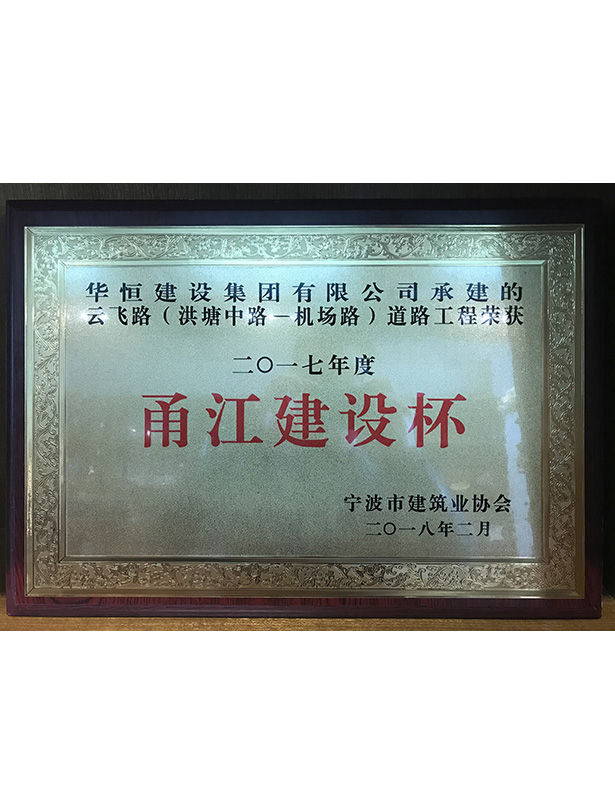 华恒建设集团有限公司承建的
云飞路（洪塘中路－机场路）道路工程荣获
二〇一七年度
甬江建设杯
宁波市建筑业协会
二〇一八年二月